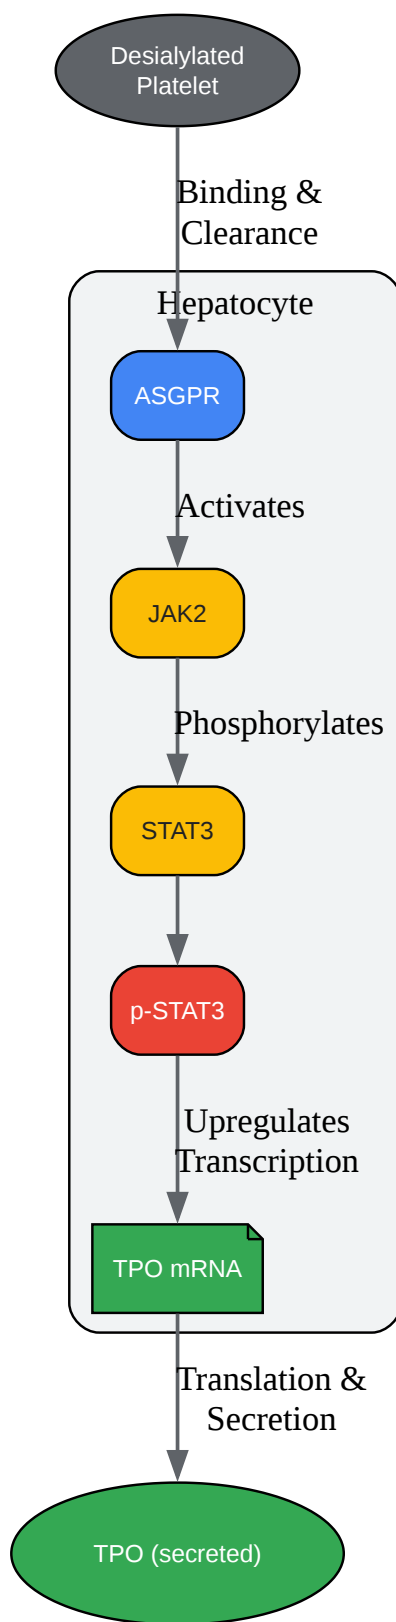 Desialylated
Platelet
Binding &
Clearance
Hepatocyte
ASGPR
Activates
JAK2
Phosphorylates
STAT3
p-STAT3
Upregulates
Transcription
TPO mRNA
Translation &
Secretion
TPO (secreted)